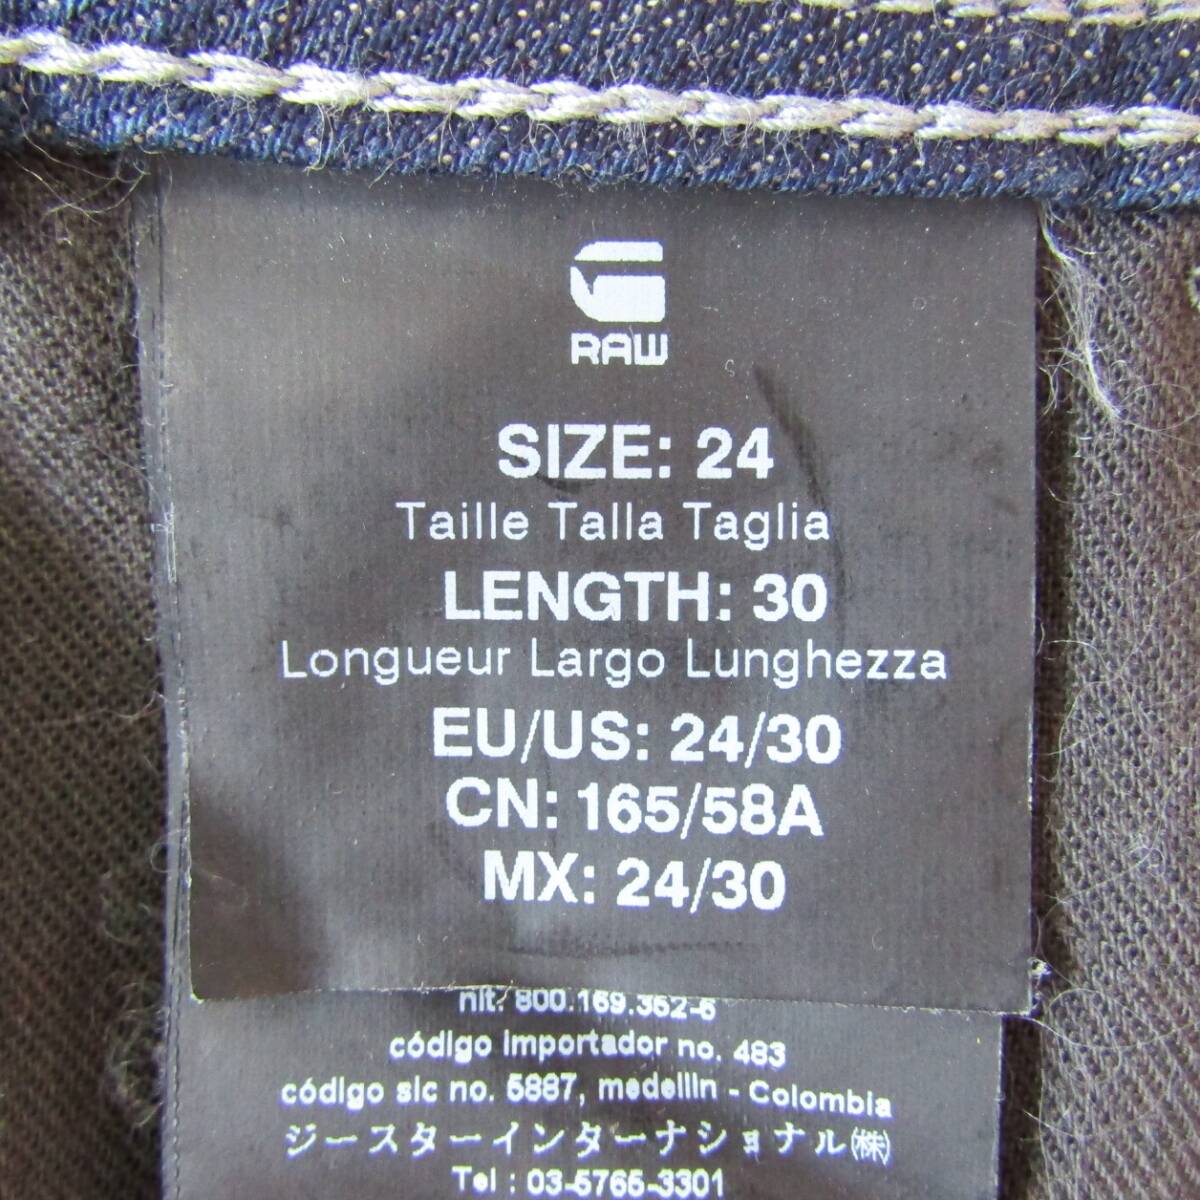 RAW
SIZE: 24
Taille Talla Taglia
LENGTH: 30
Longueur Largo Lunghezza
EU/US: 24/30
CN: 165/58A
MX: 24/30
nit: 800.169.362-6
código importador no. 483
código sic no. 5887, medellin - Colombia
ジースターインターナショナル㈱
Tel : 03-5765-3301